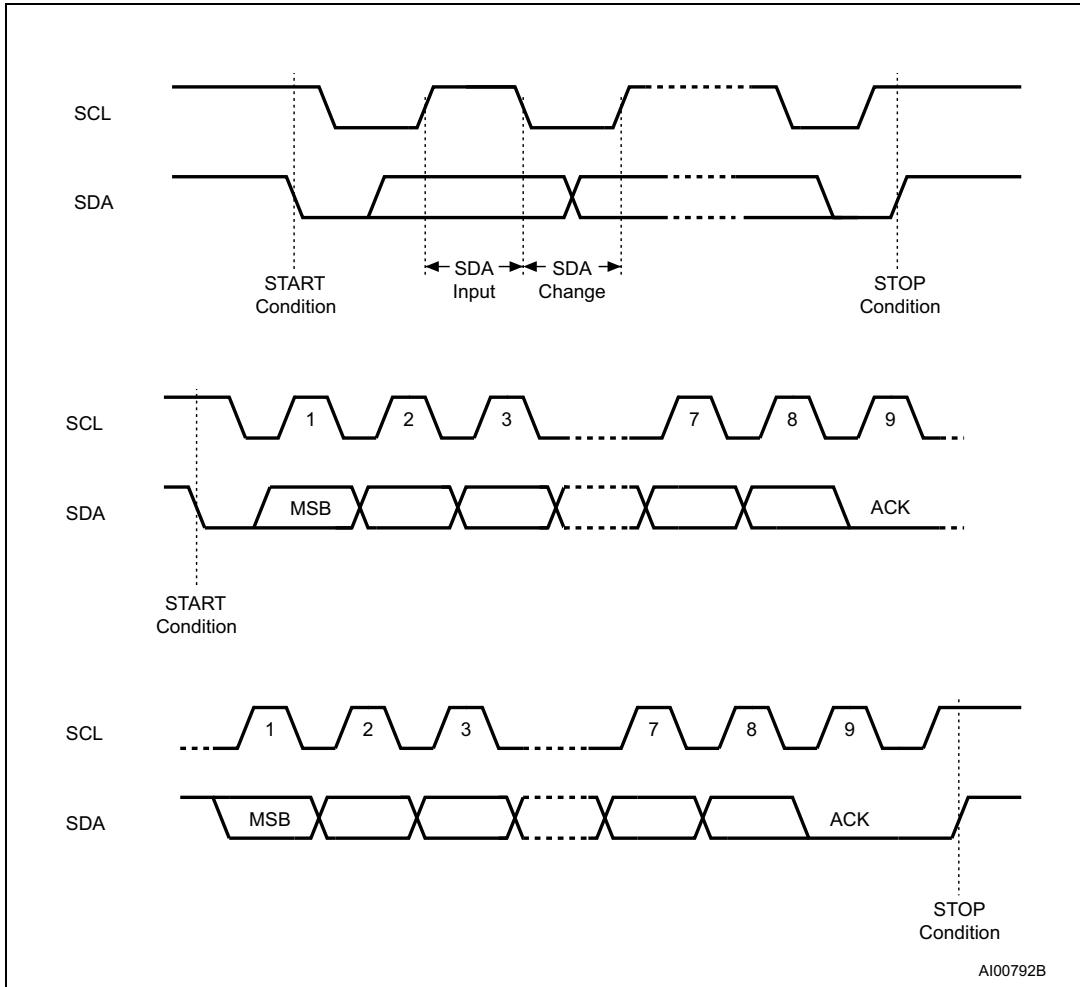 SCL
SDA
START
Condition
SDA
Input
SDA
Change
STOP
Condition
SCL
1 2 3 7 8 9
SDA
MSB
ACK
START
Condition
SCL
1 2 3 7 8 9
SDA
MSB
ACK
STOP
Condition
AI00792B